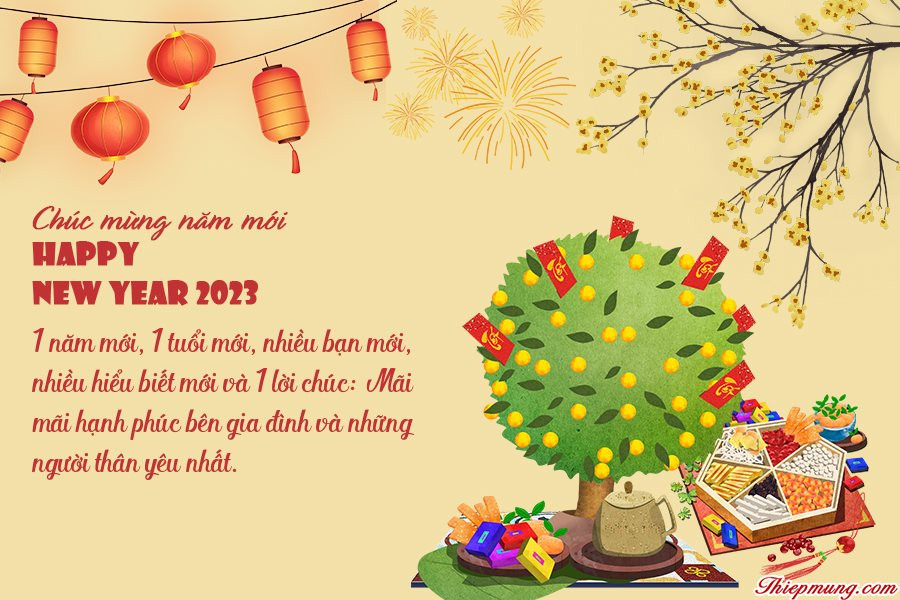 Chúc mừng năm mới
HAPPY
NEW YEAR 2023
1 năm mới, 1 tuổi mới, nhiều bạn mới,
nhiều hiểu biết mới và 1 lời chúc: Mãi
mãi hạnh phúc bên gia đình và những
người thân yêu nhất.
Thiepmung.com